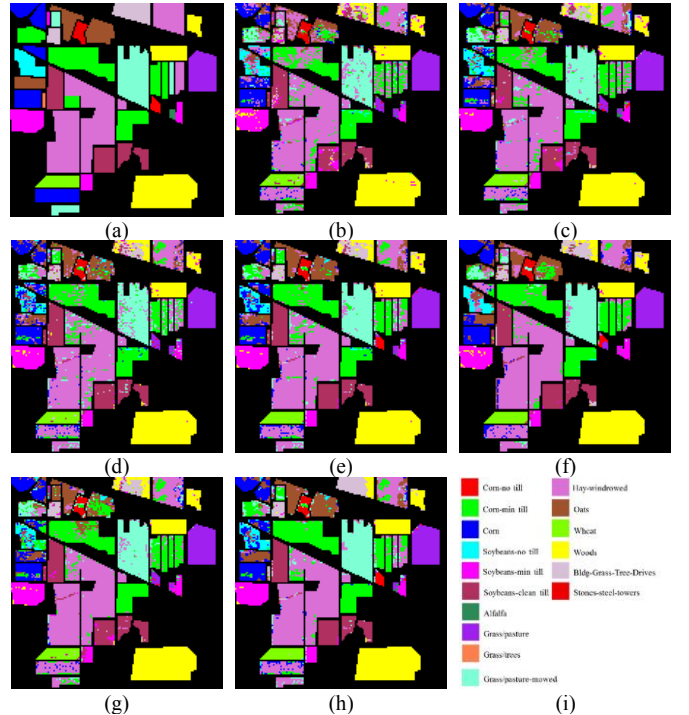 (a)
(b)
(c)
(d)
(e)
(f)
Corn-no till
Corn-min till
Corn
Soybeans-no till
Soybeans-min till
Soybeans-clean till
Alfalfa
Grass/pasture
Grass/trees
Grass/pasture-mowed
Hay-windrowed
Oats
Wheat
Woods
Bldg-Grass-Tree-Drives
Stones-steel-towers
(g)
(h)
(i)